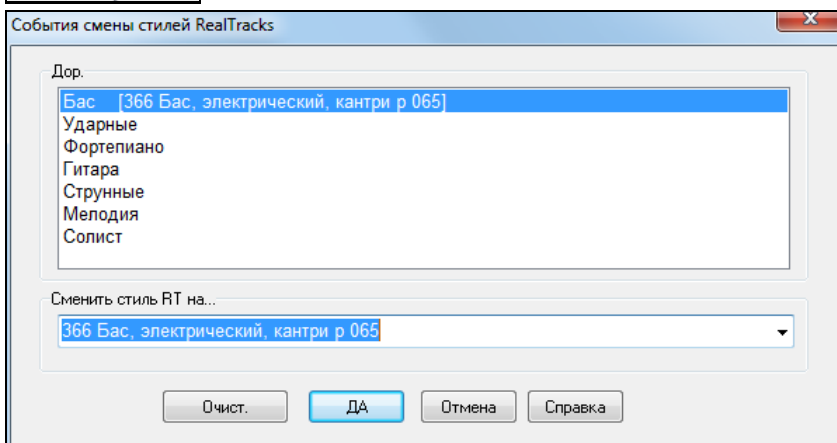 События смены стилей RealTracks
Дор.
Бас [366 Бас, электрический, кантри р 065]
Ударные
Фортепиано
Гитара
Струнные
Мелодия
Солист
Сменить стиль RT на...
366 Бас, электрический, кантри р 065
Очист. ДА Отмена Справка